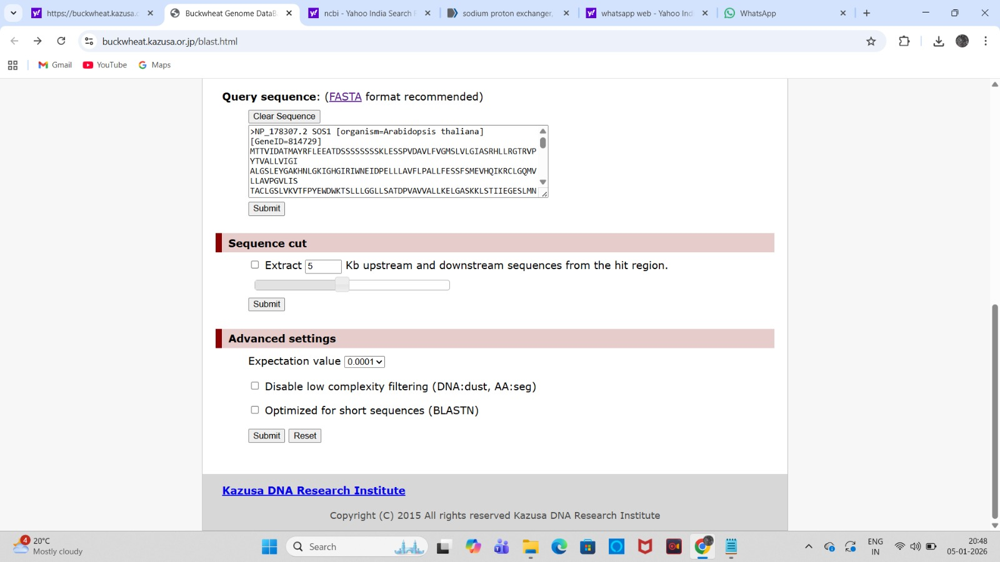 https://buckwheat.kazusa.o
Buckwheat Genome DataB
ncbi - Yahoo India Search R
sodium proton exchanger,
whatsapp web - Yahoo Ind
WhatsApp
buckwheat.kazusa.or.jp/blast.html
Gmail
YouTube
Maps
Query sequence: (FASTA format recommended)
Clear Sequence
>NP_178307.2 SOS1 [organism=Arabidopsis thaliana]
[GeneID=814729]
MTTVIDATMAYRFLEEATDSSSSSSSSKLESSPVDAVLFVGMSLVLGIASRHLLRGTRVP
YTVALLVIGI
ALGSLEYGAKHNLGKIGHGIRIWNEIDPELLLAVFLPALLFESSFSMEVHQIKRCLGQMV
LLAVPGVLIS
TACLGSLVKVTFPYEWDWKTSLLLGGLLSATDPVAVVALLKELGASKKLSTIIEGESLMN
Submit
Sequence cut
Extract 5 Kb upstream and downstream sequences from the hit region.
Submit
Advanced settings
Expectation value 0.0001
Disable low complexity filtering (DNA:dust, AA:seg)
Optimized for short sequences (BLASTN)
Submit Reset
Kazusa DNA Research Institute
Copyright (C) 2015 All rights reserved Kazusa DNA Research Institute
4
20°C
Mostly cloudy
Search
ENG
IN
20:48
05-01-2026